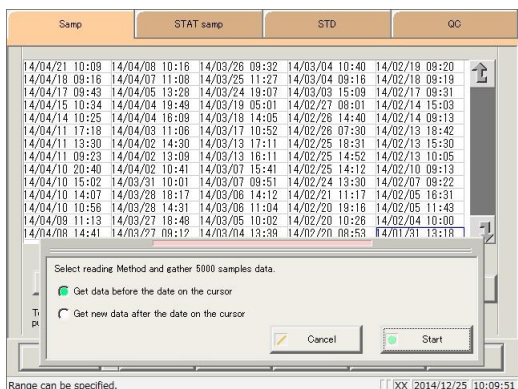 Samp STAT samp STD QC
14/04/21 10:09 14/04/08 10:16 14/03/26 09:32 14/03/04 10:40 14/02/19 09:20
14/04/18 09:16 14/04/07 11:08 14/03/25 11:27 14/03/04 09:16 14/02/18 09:19
14/04/17 09:43 14/04/05 13:28 14/03/24 19:07 14/03/03 15:09 14/02/17 09:31
14/04/15 10:34 14/04/04 19:49 14/03/19 05:01 14/02/27 08:01 14/02/14 15:03
14/04/14 10:25 14/04/04 16:09 14/03/18 14:05 14/02/26 14:40 14/02/14 09:13
14/04/11 17:18 14/04/03 11:06 14/03/17 10:52 14/02/26 07:30 14/02/13 18:42
14/04/11 13:30 14/04/02 14:30 14/03/13 17:11 14/02/25 18:31 14/02/13 15:30
14/04/11 09:23 14/04/02 13:09 14/03/13 16:11 14/02/25 14:52 14/02/13 10:05
14/04/10 20:40 14/04/02 10:41 14/03/07 15:41 14/02/25 14:12 14/02/10 09:13
14/04/10 15:02 14/03/31 10:01 14/03/07 09:51 14/02/24 13:30 14/02/07 09:22
14/04/10 14:07 14/03/28 18:17 14/03/06 14:12 14/02/21 11:17 14/02/05 16:31
14/04/10 10:56 14/03/28 14:31 14/03/06 11:04 14/02/20 19:16 14/02/05 11:43
14/04/09 11:13 14/03/27 18:48 14/03/05 10:02 14/02/20 10:26 14/02/04 10:00
14/04/08 14:41 14/03/27 09:12 14/03/04 13:39 14/02/20 08:53 14/01/31 13:18
Select reading Method and gather 5000 samples data.
Get data before the date on the cursor
Get new data after the date on the cursor
Cancel Start
Range can be specified. XX 2014/12/25 10:09:51